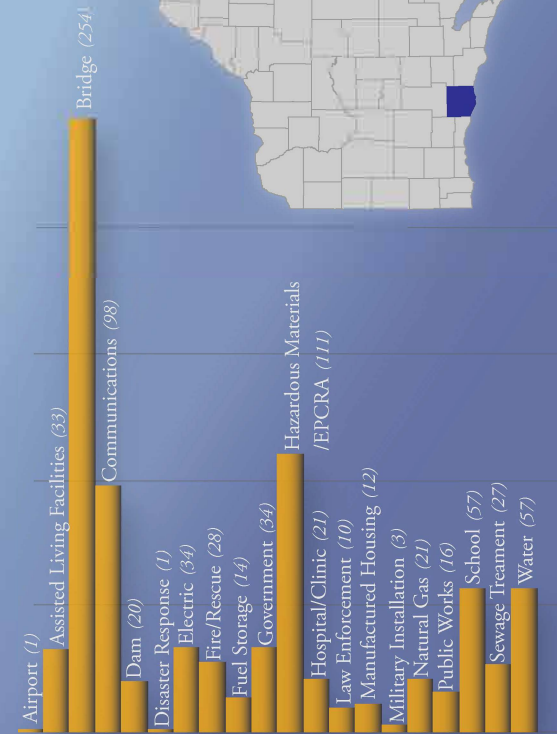 Airport (1)
Assisted Living Facilities (33)
Bridge (254)
Communications (98)
Dam (20)
Disaster Response (1)
Electric (34)
Fire/Rescue (28)
Fuel Storage (14)
Government (34)
Hazardous Materials
/EPCRA (111)
Hospital/Clinic (21)
Law Enforcement (10)
Manufactured Housing (12)
Military Installation (3)
Natural Gas (21)
Public Works (16)
School (57)
Sewage Treament (27)
Water (57)